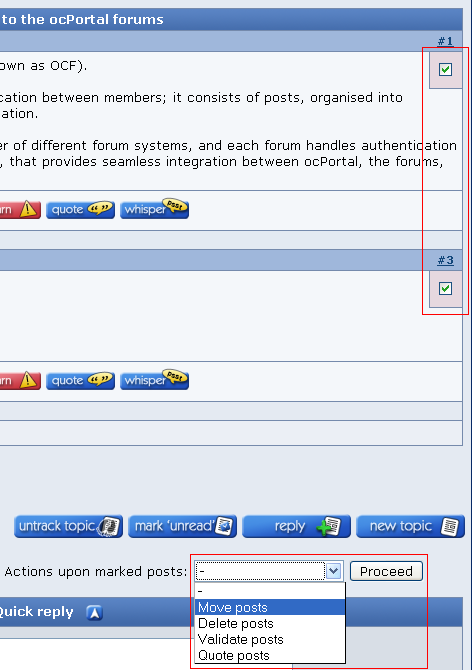 to the ocPortal forums
#1
own as OCF).
cation between members; it consists of posts, organised into
ation.
er of different forum systems, and each forum handles authentication
, that provides seamless integration between ocPortal, the forums,
rn quote whisper
#3
rn quote whisper
untrack topic mark 'unread' reply new topic
Actions upon marked posts: - Proceed
-
Move posts
Quick reply
Delete posts
Validate posts
Quote posts